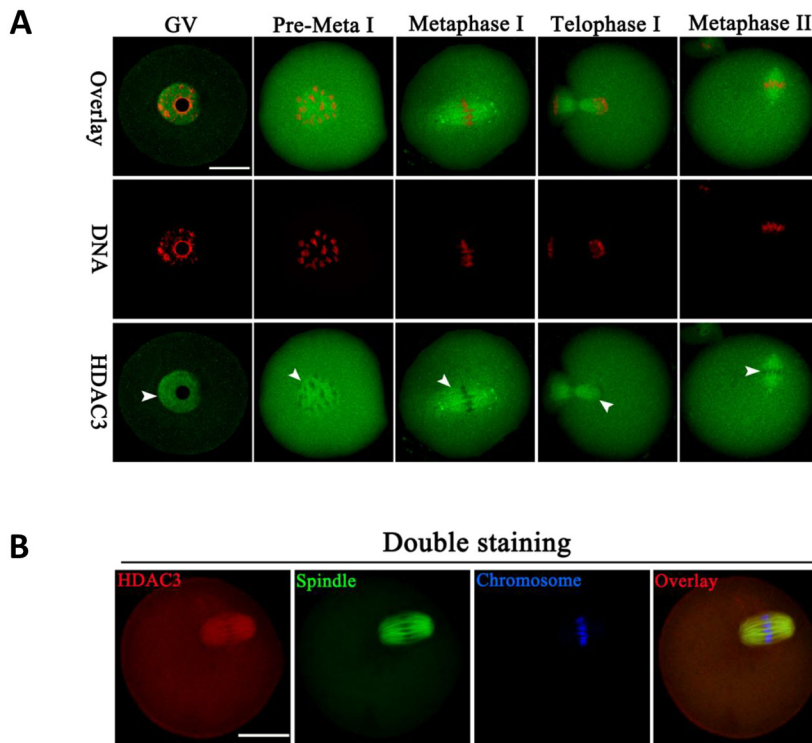 A
GV Pre-Meta I Metaphase I Telophase I Metaphase II
Overlay
DNA
HDAC3
B
Double staining
HDAC3 Spindle Chromosome Overlay